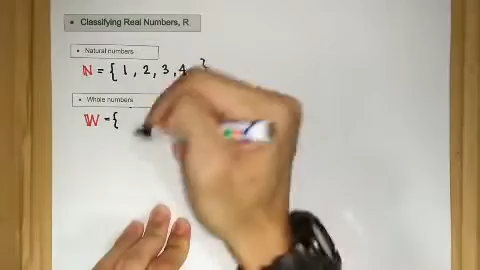 • Classifying Real Numbers, R
• Natural numbers
ℕ = { 1 , 2 , 3 , 4 }
• Whole numbers
𝕎 = {